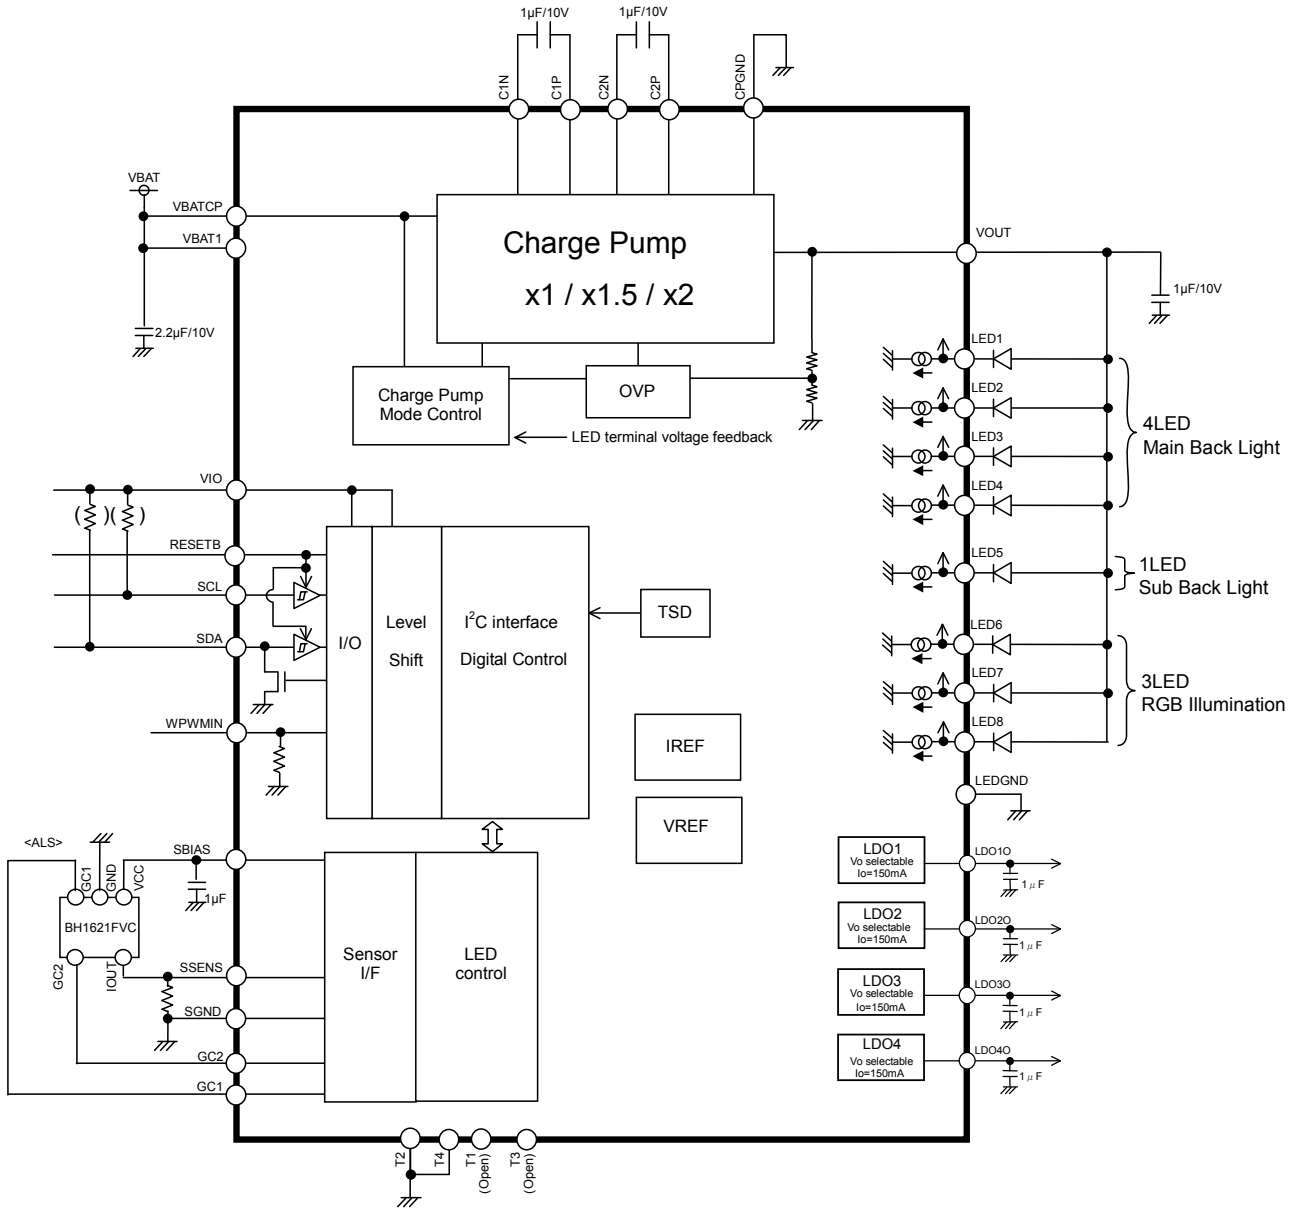 1μF/10V
1μF/10V
C1N
C1P
C2N
C2P
CPGND
VBAT
VBATCP
VBAT1
2.2μF/10V
Charge Pump
x1 / x1.5 / x2
VOUT
1μF/10V
Charge Pump
Mode Control
OVP
LED terminal voltage feedback
LED1
LED2
LED3
LED4
4LED
Main Back Light
LED5
1LED
Sub Back Light
LED6
LED7
LED8
3LED
RGB Illumination
LEDGND
VIO
( )( )
RESETB
SCL
SDA
WPWMIN
I/O
Level
Shift
I2C interface
Digital Control
TSD
IREF
VREF
<ALS>
GC1
GND
VCC
BH1621FVC
GC2
IOUT
SBIAS
1μF
SSENS
SGND
GC2
GC1
Sensor
I/F
LED
control
LDO1
Vo selectable
Io=150mA
LDO1O
1μF
LDO2
Vo selectable
Io=150mA
LDO2O
1μF
LDO3
Vo selectable
Io=150mA
LDO3O
1μF
LDO4
Vo selectable
Io=150mA
LDO4O
1μF
T2
T4
T1
(Open)
T3
(Open)